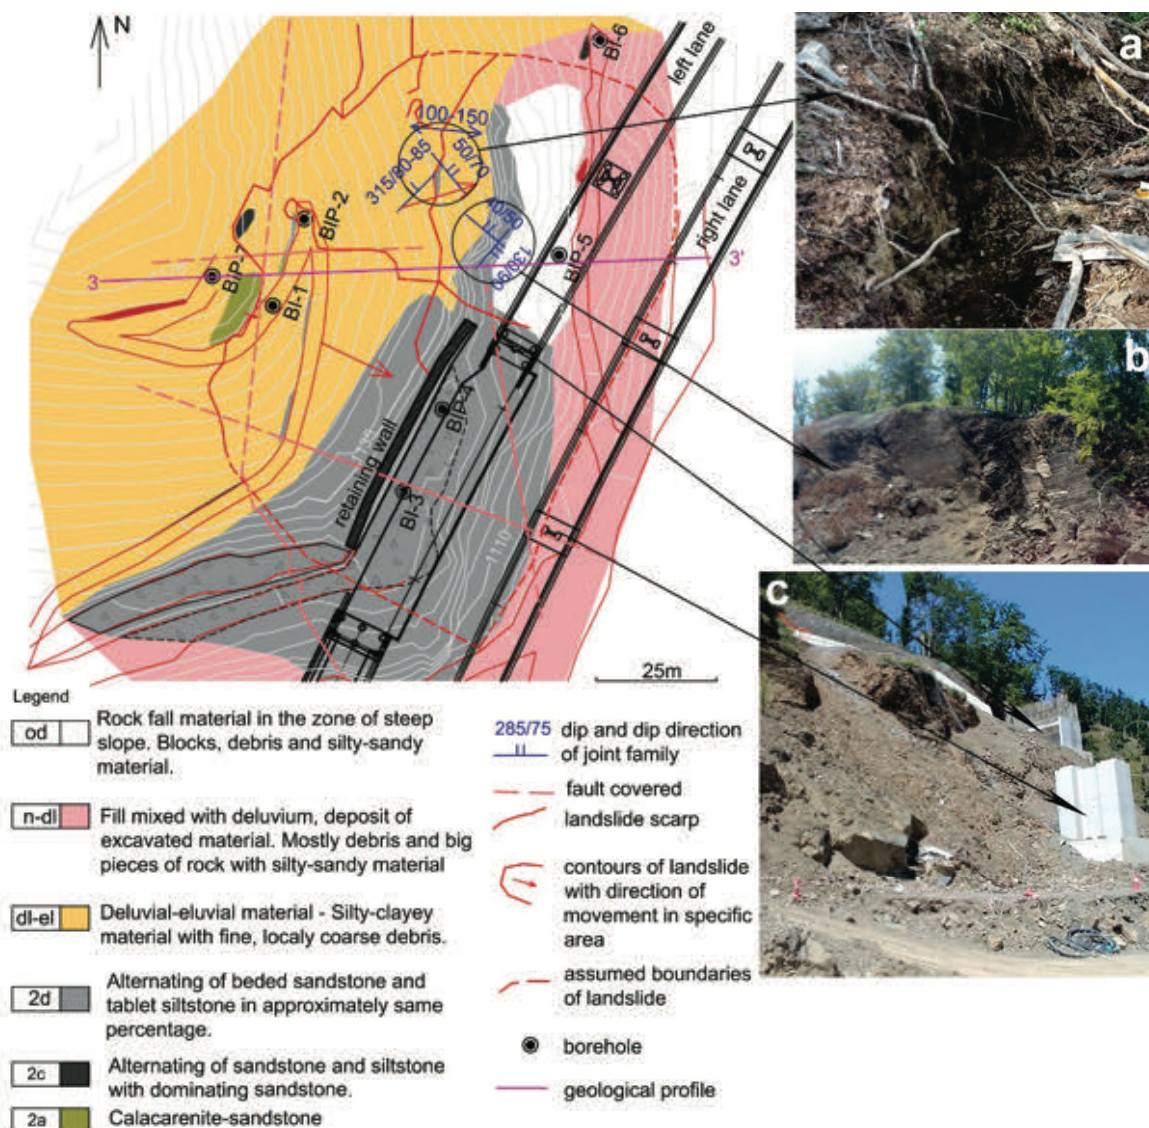 N
BI-6
left lane
a
100-150
50/70
315/80-85
BIP-2
40/50
138/90
BIP-5
right lane
3
3'
BI-1
b
BIP-4
1735
retaining wall
BI-3
1110
c
25m
Legend
od
Rock fall material in the zone of steep
slope. Blocks, debris and silty-sandy
material.
n-dl
Fill mixed with deluvium, deposit of
excavated material. Mostly debris and big
pieces of rock with silty-sandy material
dl-el
Deluvial-eluvial material - Silty-clayey
material with fine, localy coarse debris.
2d
Alternating of beded sandstone and
tablet siltstone in approximately same
percentage.
2c
Alternating of sandstone and siltstone
with dominating sandstone.
2a
Calacarenite-sandstone
285/75
dip and dip direction
of joint family
fault covered
landslide scarp
contours of landslide
with direction of
movement in specific
area
assumed boundaries
of landslide
borehole
geological profile